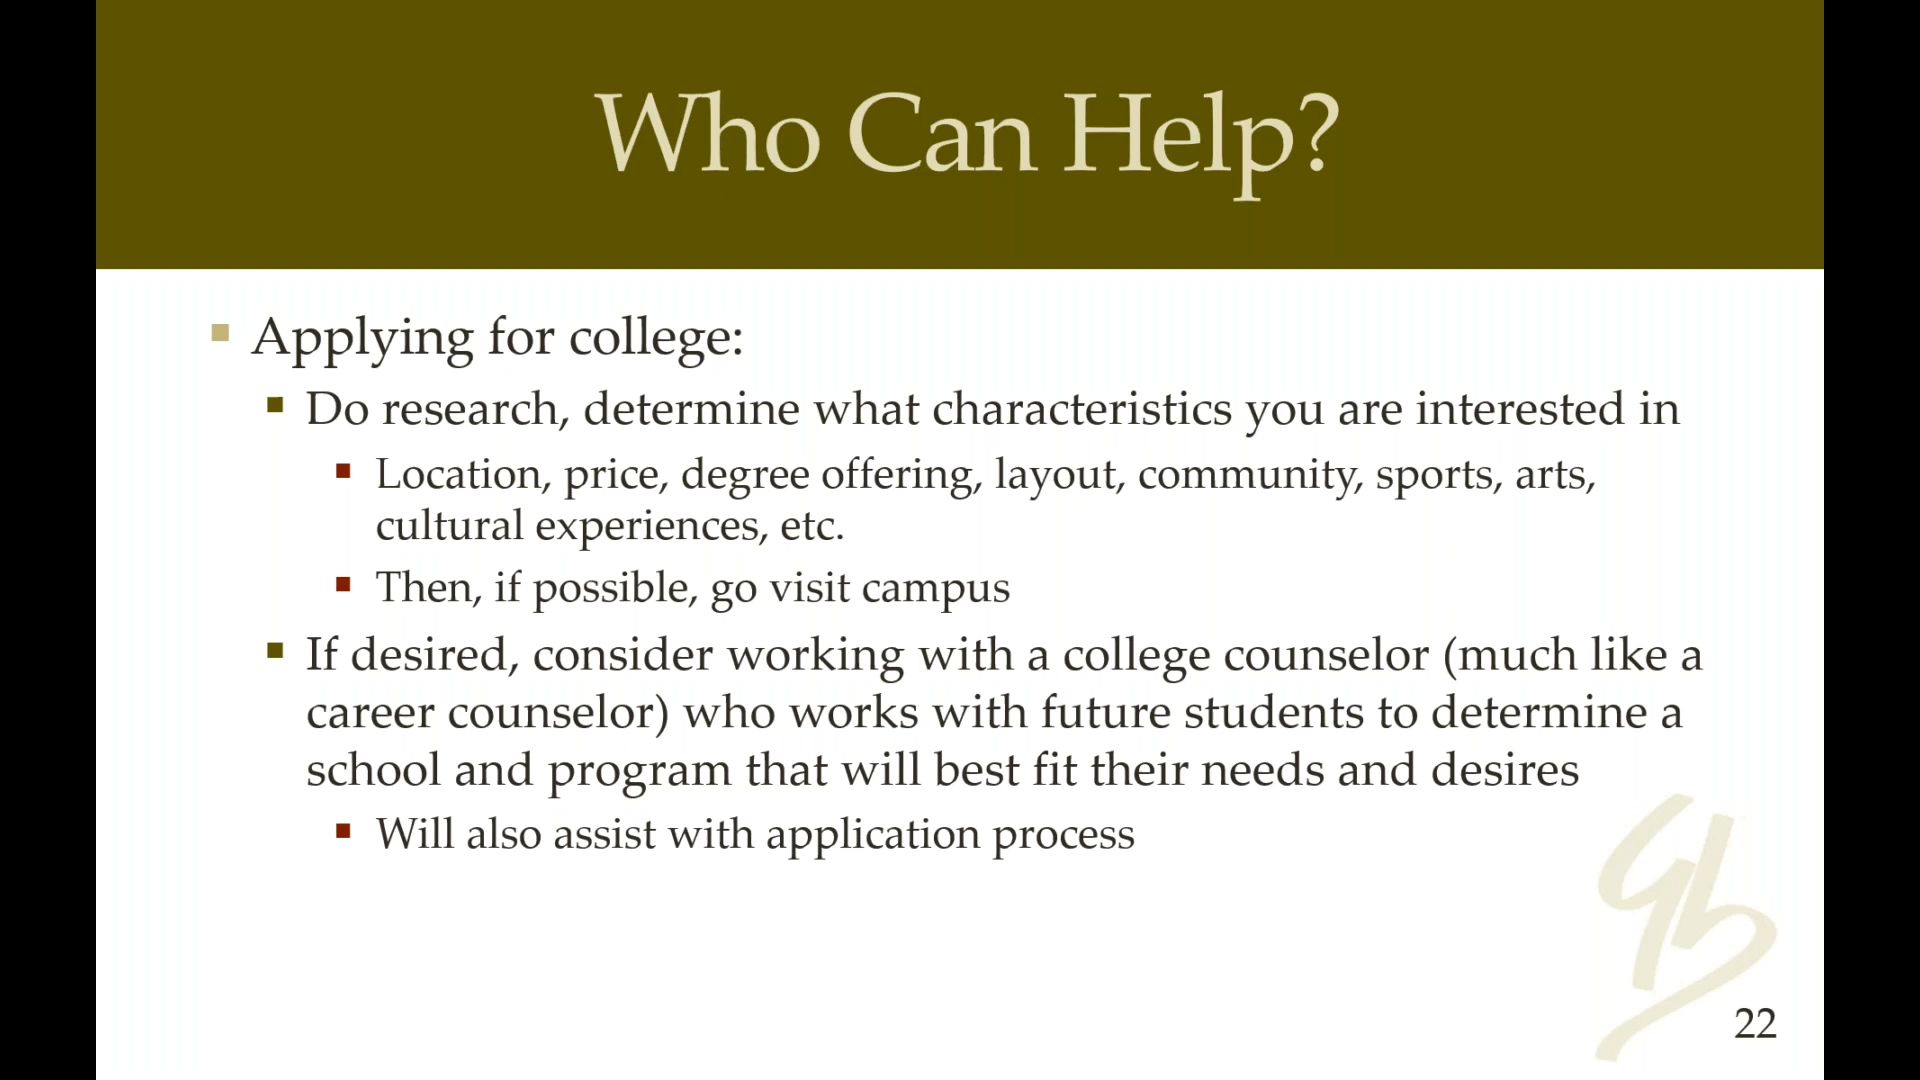 Who Can Help?
Applying for college:
Do research, determine what characteristics you are interested in
Location, price, degree offering, layout, community, sports, arts,
cultural experiences, etc.
Then, if possible, go visit campus
If desired, consider working with a college counselor (much like a
career counselor) who works with future students to determine a
school and program that will best fit their needs and desires
Will also assist with application process
22